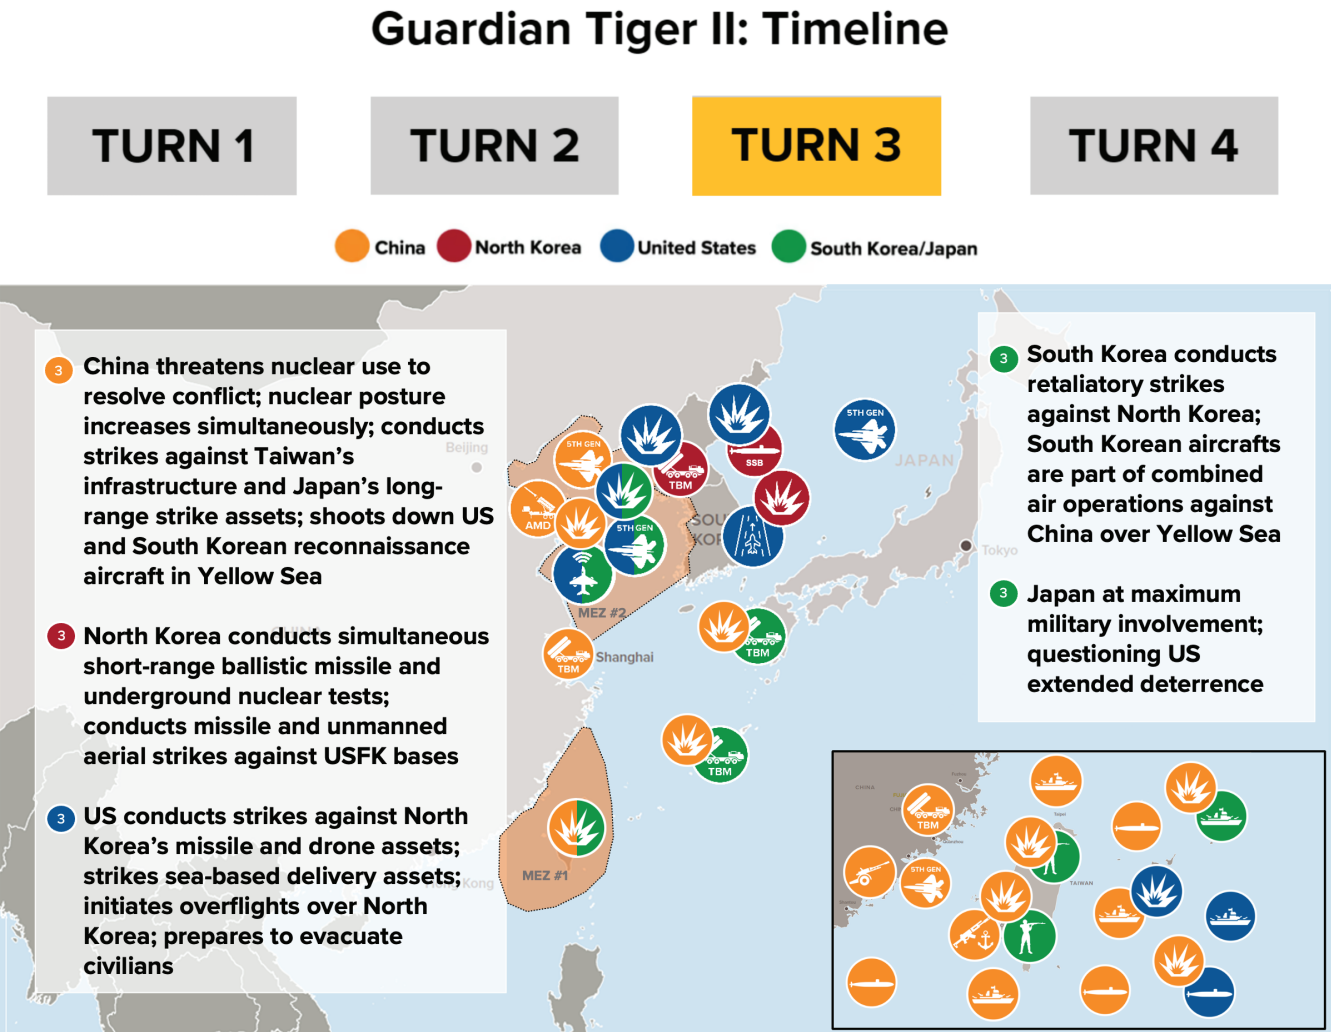 Guardian Tiger II: Timeline
TURN 1
TURN 2
TURN 3
TURN 4
China
North Korea
United States
South Korea/Japan
3
China threatens nuclear use to
resolve conflict; nuclear posture
increases simultaneously; conducts
strikes against Taiwan's
infrastructure and Japan's long-
range strike assets; shoots down US
and South Korean reconnaissance
aircraft in Yellow Sea
3
North Korea conducts simultaneous
short-range ballistic missile and
underground nuclear tests;
conducts missile and unmanned
aerial strikes against USFK bases
3
US conducts strikes against North
Korea's missile and drone assets;
strikes sea-based delivery assets;
initiates overflights over North
Korea; prepares to evacuate
civilians
3
South Korea conducts
retaliatory strikes
against North Korea;
South Korean aircrafts
are part of combined
air operations against
China over Yellow Sea
3
Japan at maximum
military involvement;
questioning US
extended deterrence
Beijing
CHINA
5TH GEN
AMD
TBM
SSB
5TH GEN
5TH GEN
JAPAN
Tokyo
MEZ #2
TBM
Shanghai
TBM
TBM
MEZ #1
Hong Kong
CHINA
TBM
5TH GEN
Taipei
TAIWAN